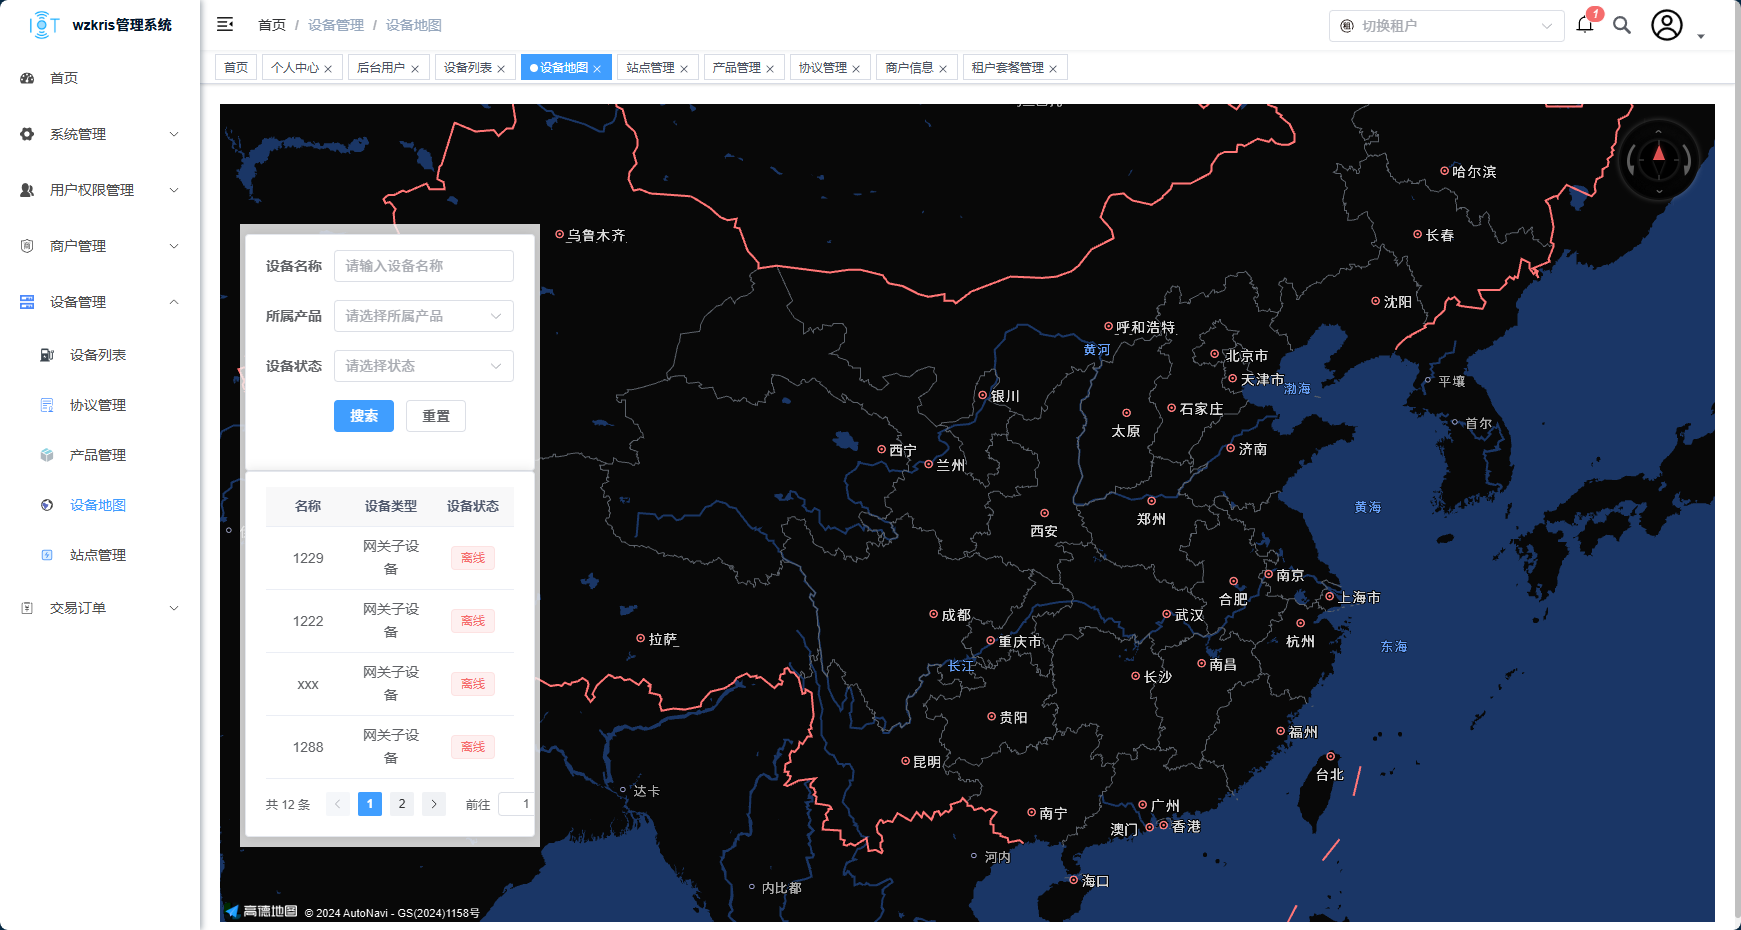 IOT wzkris管理系统
首页 / 设备管理 / 设备地图
切换租户
1
首页
个人中心
后台用户
设备列表
设备地图
站点管理
产品管理
协议管理
商户信息
租户套餐管理
首页
系统管理
用户权限管理
商户管理
设备管理
设备列表
协议管理
产品管理
设备地图
站点管理
交易订单
设备名称 请输入设备名称
所属产品 请选择所属产品
设备状态 请选择状态
搜索 重置
名称 设备类型 设备状态
1229 网关子设备 离线
1222 网关子设备 离线
xxx 网关子设备 离线
1288 网关子设备 离线
共 12 条 1 2 前往 1
哈尔滨
乌鲁木齐
长春
沈阳
呼和浩特
黄河
北京市
天津市
渤海
平壤
银川
石家庄
太原
首尔
西宁
兰州
济南
黄海
郑州
西安
南京
合肥
上海市
成都
武汉
杭州
拉萨
重庆市
东海
长江
南昌
长沙
贵阳
福州
昆明
台北
达卡
广州
南宁
澳门
香港
河内
海口
内比都
高德地图 © 2024 AutoNavi - GS(2024)1158号